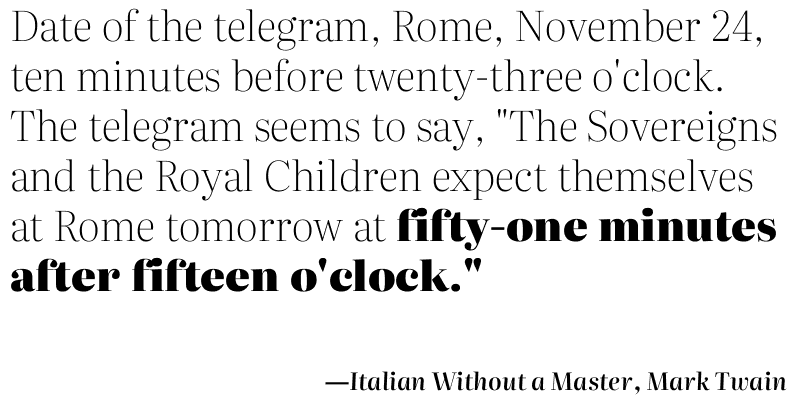 Date of the telegram, Rome, November 24,
ten minutes before twenty-three o'clock.
The telegram seems to say, "The Sovereigns
and the Royal Children expect themselves
at Rome tomorrow at fifty-one minutes
after fifteen o'clock."
—Italian Without a Master, Mark Twain